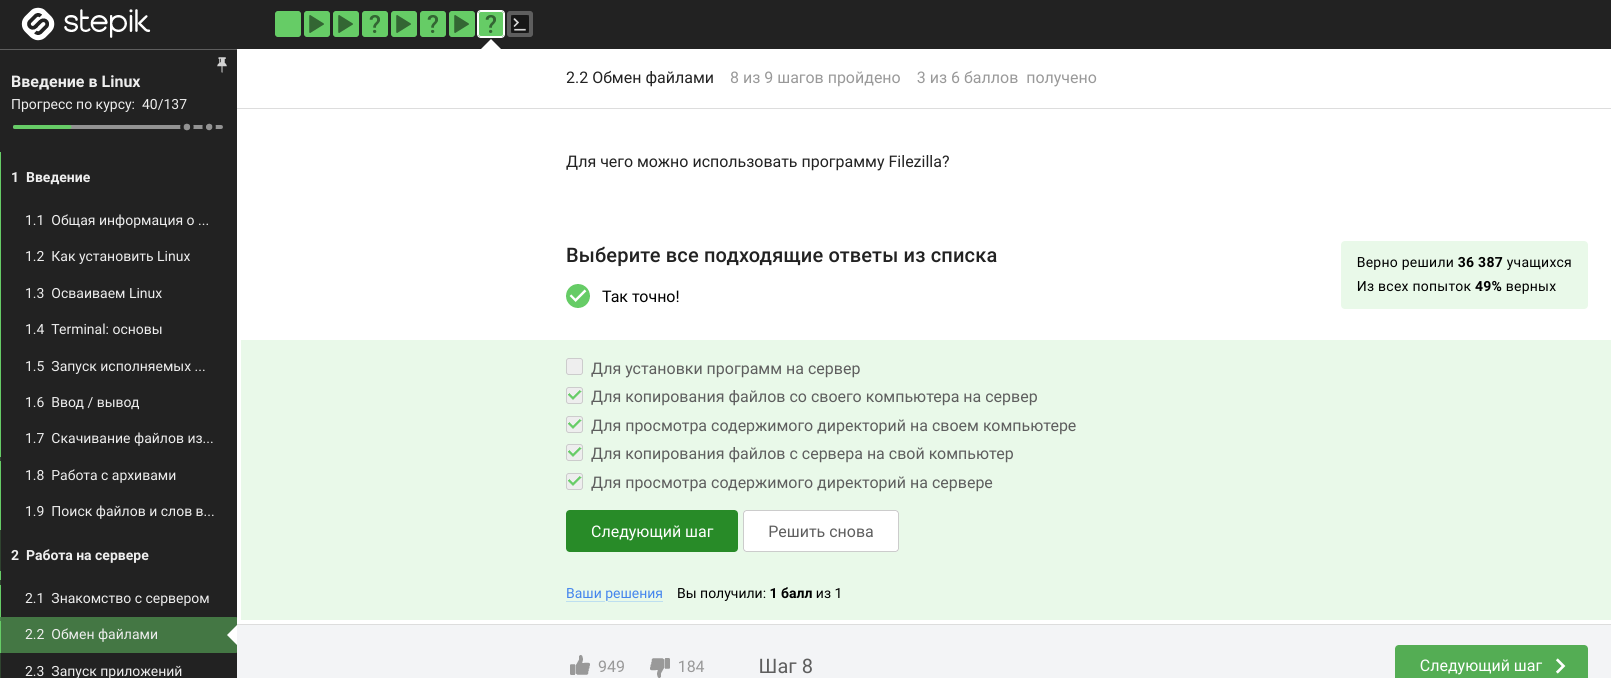 stepik
Введение в Linux
Прогресс по курсу: 40/137
1 Введение
1.1 Общая информация о ...
1.2 Как установить Linux
1.3 Осваиваем Linux
1.4 Terminal: основы
1.5 Запуск исполняемых ...
1.6 Ввод / вывод
1.7 Скачивание файлов из...
1.8 Работа с архивами
1.9 Поиск файлов и слов в...
2 Работа на сервере
2.1 Знакомство с сервером
2.2 Обмен файлами
2.3 Запуск приложений
2.2 Обмен файлами 8 из 9 шагов пройдено 3 из 6 баллов получено
Для чего можно использовать программу Filezilla?
Выберите все подходящие ответы из списка
Так точно!
Верно решили 36 387 учащихся
Из всех попыток 49% верных
Для установки программ на сервер
Для копирования файлов со своего компьютера на сервер
Для просмотра содержимого директорий на своем компьютере
Для копирования файлов с сервера на свой компьютер
Для просмотра содержимого директорий на сервере
Следующий шаг Решить снова
Ваши решения Вы получили: 1 балл из 1
949 184 Шаг 8 Следующий шаг